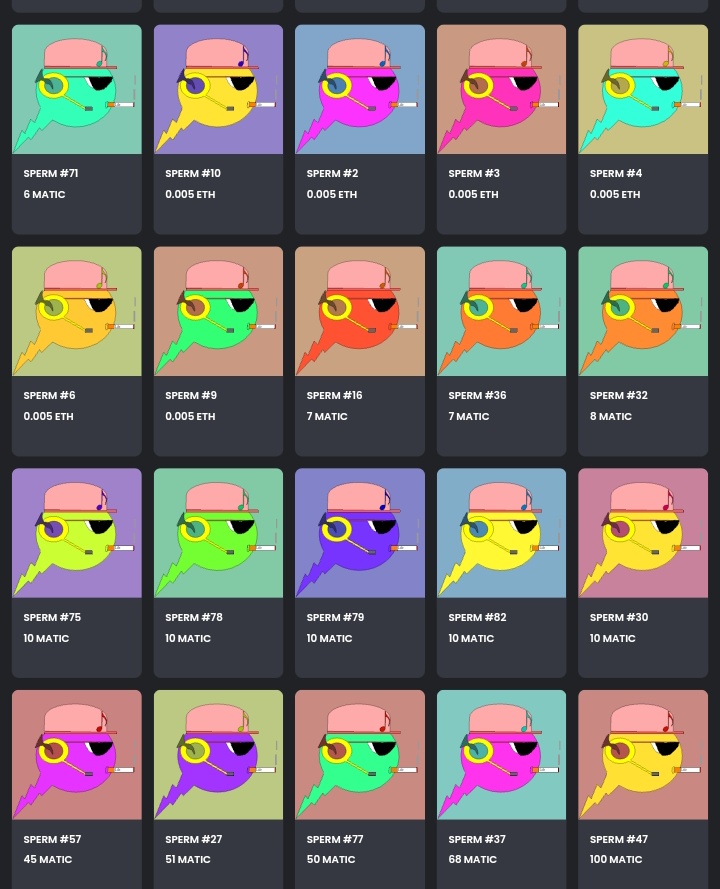 SPERM #71
6 MATIC
SPERM #10
0.005 ETH
SPERM #2
0.005 ETH
SPERM #3
0.005 ETH
SPERM #4
0.005 ETH
SPERM #6
0.005 ETH
SPERM #9
0.005 ETH
SPERM #16
7 MATIC
SPERM #36
7 MATIC
SPERM #32
8 MATIC
SPERM #75
10 MATIC
SPERM #78
10 MATIC
SPERM #79
10 MATIC
SPERM #82
10 MATIC
SPERM #30
10 MATIC
SPERM #57
45 MATIC
SPERM #27
51 MATIC
SPERM #77
50 MATIC
SPERM #37
68 MATIC
SPERM #47
100 MATIC